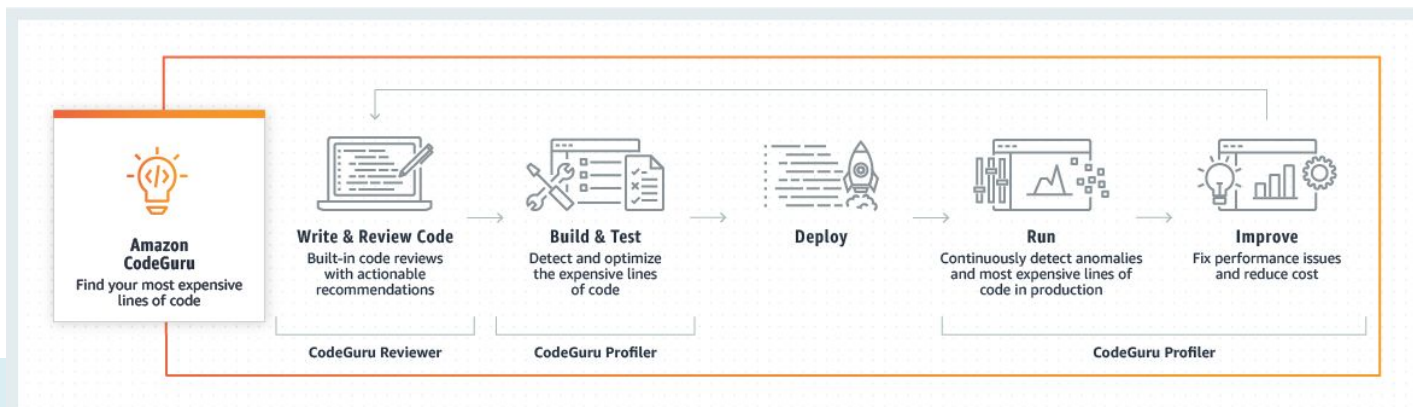 Amazon
CodeGuru
Find your most expensive
lines of code
Write & Review Code
Built-in code reviews
with actionable
recommendations
Build & Test
Detect and optimize
the expensive lines
of code
Deploy
Run
Continuously detect anomalies
and most expensive lines of
code in production
Improve
Fix performance issues
and reduce cost
CodeGuru Reviewer
CodeGuru Profiler
CodeGuru Profiler